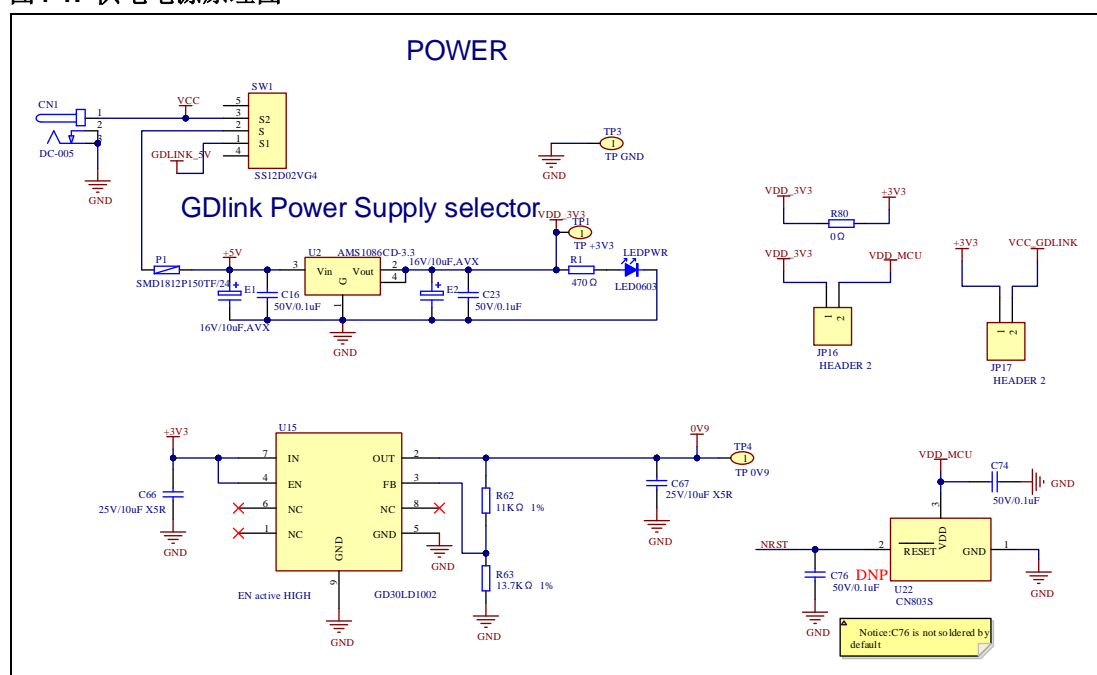 POWER
CN1
1
2
3
DC-005
VCC
GDLINK_5V
SW1
5
3
2
1
4
S2
S
S1
SS12D02VG4
GND
TP3
1
TP GND
GND
GDlink Power Supply selector
VDD_3V3
TP1
1
TP +3V3
P1
SMD1812P150TF/24
+5V
E1
16V/10uF,AVX
C16
50V/0.1uF
U2
AMS1086CD-3.3
3
Vin
Vout
G
2
4
1
GND
16V/10uF,AVX
E2
C23
50V/0.1uF
R1
470Ω
LEDPWR
LED0603
VDD_3V3
+3V3
R80
0Ω
VDD_3V3
VDD_MCU
1
2
JP16
HEADER 2
+3V3
VCC_GDLINK
1
2
JP17
HEADER 2
+3V3
C66
25V/10uF X5R
GND
U15
7
IN
4
EN
6
NC
1
NC
OUT
2
FB
3
NC
8
GND
5
GND
9
GND
EN active HIGH
GD30LD1002
GND
R62
11KΩ 1%
R63
13.7KΩ 1%
GND
C67
25V/10uF X5R
GND
0V9
TP4
1
TP 0V9
VDD_MCU
C74
50V/0.1uF
GND
NRST
2
RESET
3
VDD
GND
1
GND
C76
DNP
50V/0.1uF
GND
U22
CN803S
Notice:C76 is not soldered by
default